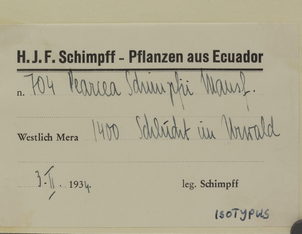 H. J. F. Schimpff - Pflanzen aus Ecuador
n. 704 Pearcea Schimpffii Mansf.
Westlich Mera 1400 Schlucht im Urwald
3. II. 1934. leg. Schimpff
ISOTYPUS